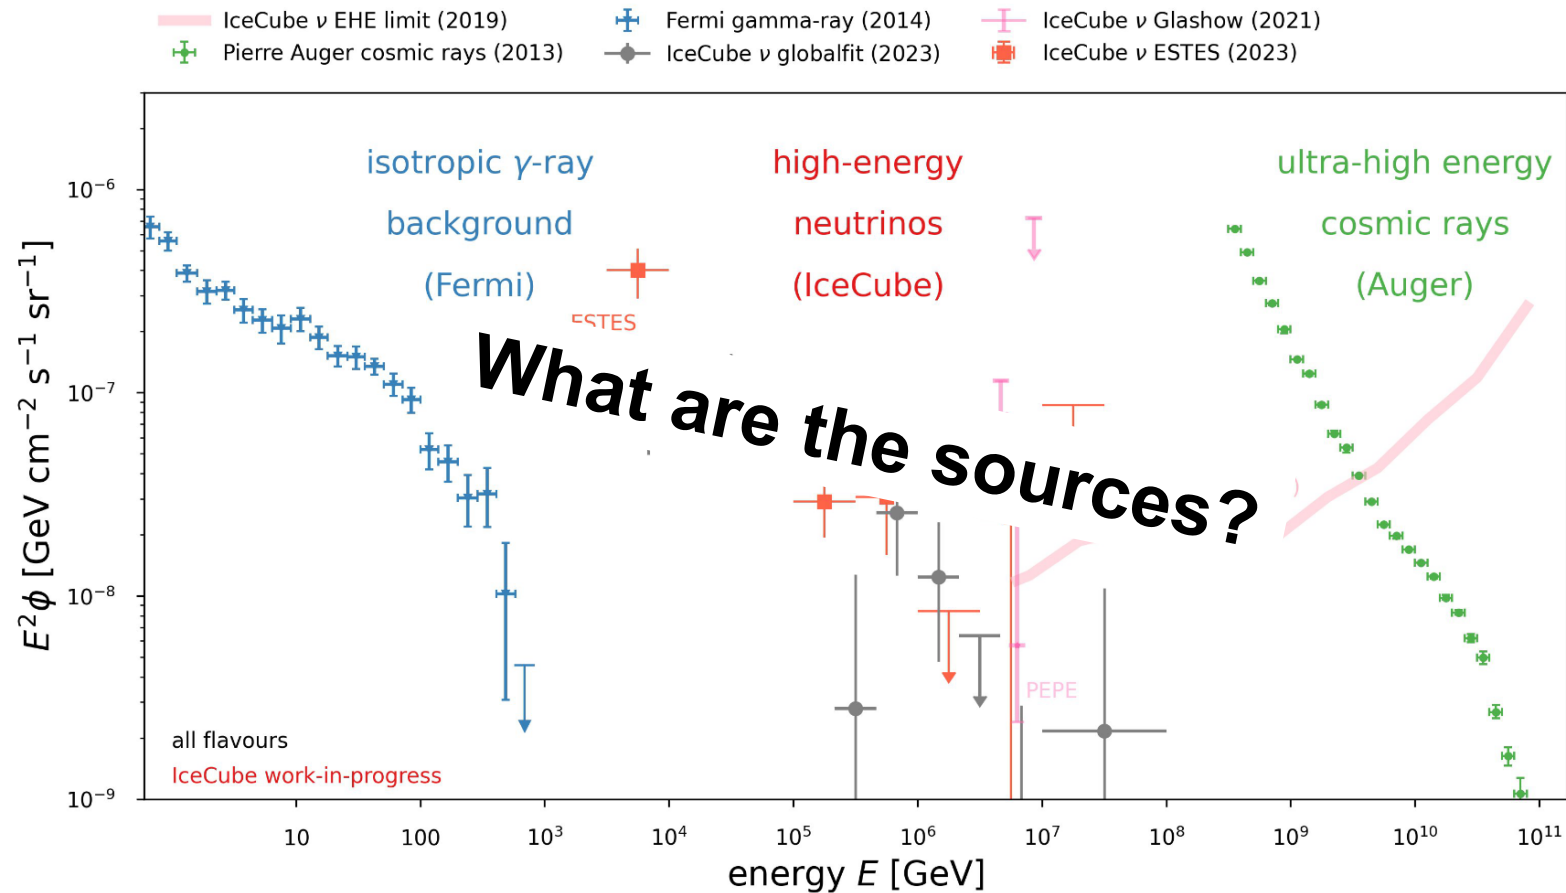 IceCube ν EHE limit (2019)
Pierre Auger cosmic rays (2013)
Fermi gamma-ray (2014)
IceCube ν globalfit (2023)
IceCube ν Glashow (2021)
IceCube ν ESTES (2023)
isotropic γ-ray
background
(Fermi)
high-energy
neutrinos
(IceCube)
ultra-high energy
cosmic rays
(Auger)
ESTES
What are the sources?
PEPE
all flavours
IceCube work-in-progress
E²ϕ [GeV cm⁻² s⁻¹ sr⁻¹]
10⁻⁶
10⁻⁷
10⁻⁸
10⁻⁹
10 100 10³ 10⁴ 10⁵ 10⁶ 10⁷ 10⁸ 10⁹ 10¹⁰ 10¹¹
energy E [GeV]